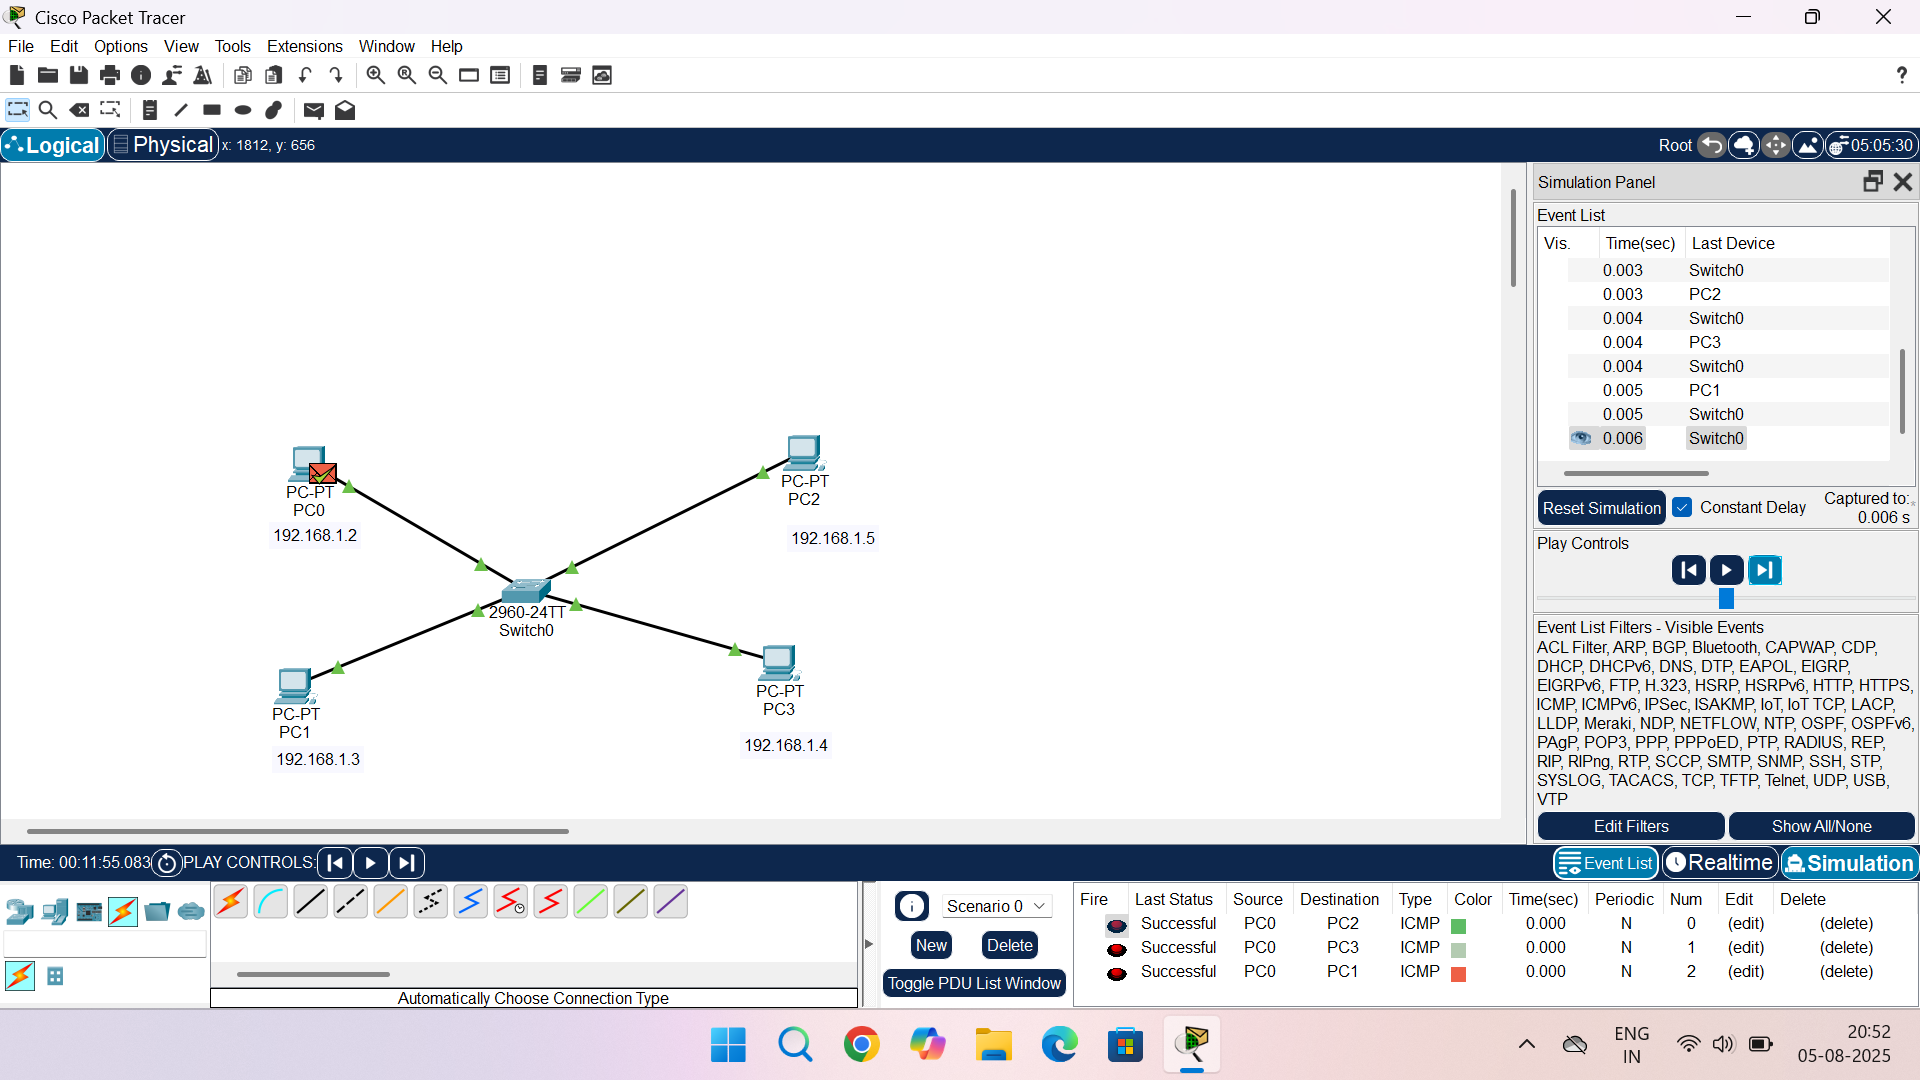 Cisco Packet Tracer
File Edit Options View Tools Extensions Window Help
?
Logical Physical x: 1812, y: 656 Root 05:05:30
Simulation Panel
Event List
Vis. Time(sec) Last Device
0.003 Switch0
0.003 PC2
0.004 Switch0
0.004 PC3
0.004 Switch0
0.005 PC1
0.005 Switch0
0.006 Switch0
Reset Simulation Constant Delay Captured to:
0.006 s
Play Controls
Event List Filters - Visible Events
ACL Filter, ARP, BGP, Bluetooth, CAPWAP, CDP,
DHCP, DHCPv6, DNS, DTP, EAPOL, EIGRP,
EIGRPv6, FTP, H.323, HSRP, HSRPv6, HTTP, HTTPS,
ICMP, ICMPv6, IPSec, ISAKMP, IoT, IoT TCP, LACP,
LLDP, Meraki, NDP, NETFLOW, NTP, OSPF, OSPFv6,
PAgP, POP3, PPP, PPPoED, PTP, RADIUS, REP,
RIP, RIPng, RTP, SCCP, SMTP, SNMP, SSH, STP,
SYSLOG, TACACS, TCP, TFTP, Telnet, UDP, USB,
VTP
Edit Filters Show All/None
PC-PT
PC0
192.168.1.2
PC-PT
PC2
192.168.1.5
2960-24TT
Switch0
PC-PT
PC1
192.168.1.3
PC-PT
PC3
192.168.1.4
Time: 00:11:55.083 PLAY CONTROLS: Event List Realtime Simulation
Scenario 0
New Delete
Toggle PDU List Window
Automatically Choose Connection Type
Fire Last Status Source Destination Type Color Time(sec) Periodic Num Edit Delete
Successful PC0 PC2 ICMP 0.000 N 0 (edit) (delete)
Successful PC0 PC3 ICMP 0.000 N 1 (edit) (delete)
Successful PC0 PC1 ICMP 0.000 N 2 (edit) (delete)
ENG
IN
20:52
05-08-2025